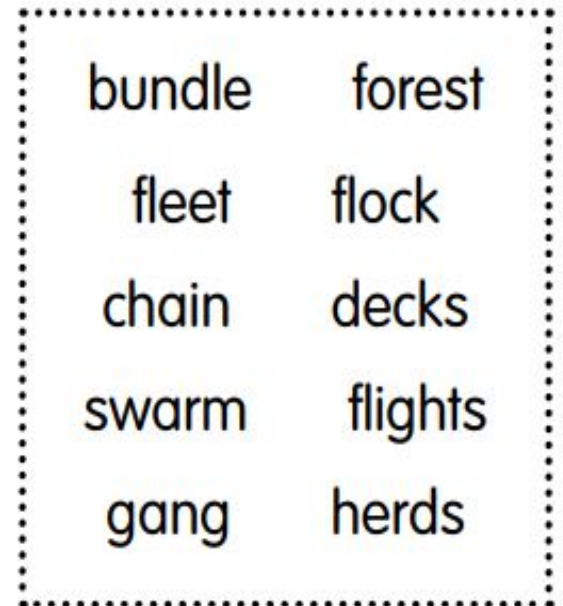 bundle forest
fleet flock
chain decks
swarm flights
gang herds